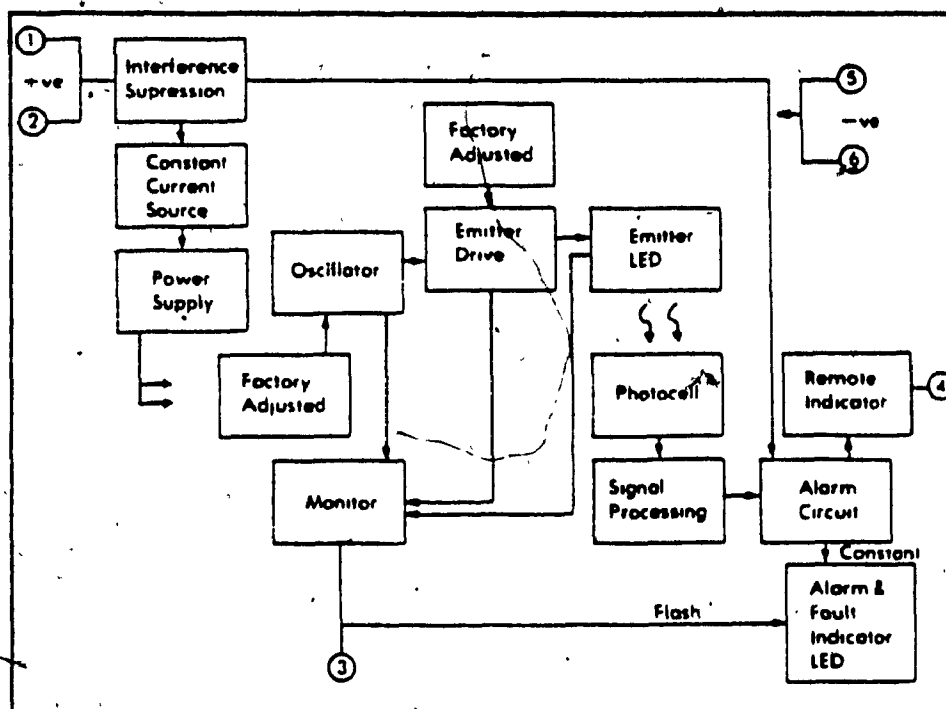 1
+ve
2
Interference
Supression
5
-ve
6
Factory
Adjusted
Constant
Current
Source
Emitter
Drive
Emitter
LED
Oscillator
Power
Supply
Factory
Adjusted
Photocell
Remote
Indicator
4
Monitor
Signal
Processing
Alarm
Circuit
Constant
Alarm &
Fault
Indicator
LED
Flash
3